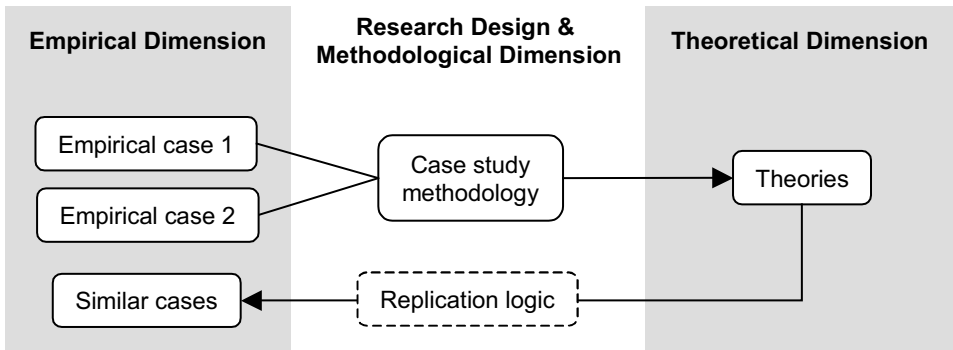 Empirical Dimension
Research Design &
Methodological Dimension
Theoretical Dimension
Empirical case 1
Empirical case 2
Case study
methodology
Theories
Similar cases
Replication logic